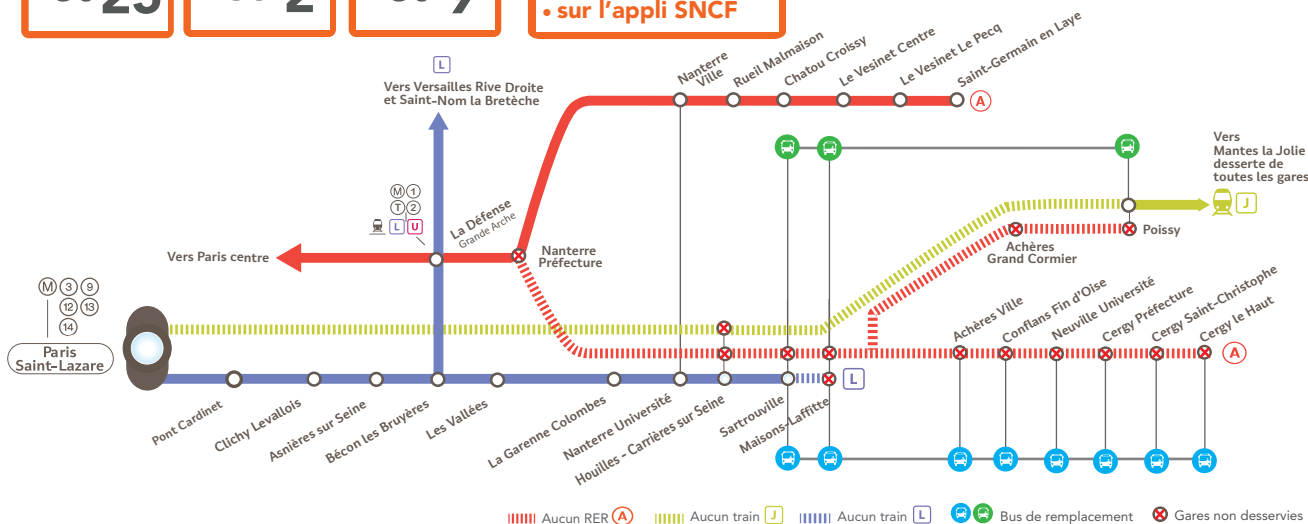 • sur l'appli SNCF
L
Vers Versailles Rive Droite
et Saint-Nom la Bretèche
Nanterre
Ville
Rueil Malmaison
Chatou Croissy
Le Vesinet Centre
Le Vesinet Le Pecq
Saint-Germain en Laye
A
Vers
Mantes la Jolie
desserte de
toutes les gares
J
M 1
T 2
L U
La Défense
Grande Arche
Vers Paris centre
Nanterre
Préfecture
Achères
Grand Cormier
Poissy
M 3 9
12 13
14
Paris
Saint-Lazare
Achères Ville
Conflans Fin d'Oise
Neuville Université
Cergy Préfecture
Cergy Saint-Christophe
Cergy le Haut
A
L
Pont Cardinet
Clichy Levallois
Asnières sur Seine
Bécon les Bruyères
Les Vallées
La Garenne Colombes
Nanterre Université
Houilles - Carrières sur Seine
Sartrouville
Maisons-Laffitte
Aucun RER A
Aucun train J
Aucun train L
Bus de remplacement
Gares non desservies